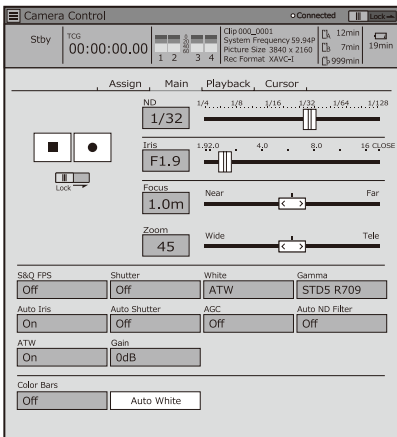 Camera Control
Connected
Lock
Stby
TCG
00:00:00.00
1 2 3 4
Clip 000_0001
System Frequency 59.94P
Picture Size 3840 x 2160
Rec Format XAVC-I
A 12min
B 7min
999min
19min
Assign Main Playback Cursor
ND
1/32
1/4 1/8 1/16 1/32 1/64 1/128
Iris
F1.9
1.9 2.0 4.0 8.0 16 CLOSE
Lock
Focus
1.0m
Near Far
Zoom
45
Wide Tele
S&Q FPS Shutter White Gamma
Off Off ATW STD5 R709
Auto Iris Auto Shutter AGC Auto ND Filter
On Off Off Off
ATW Gain
On 0dB
Color Bars
Off Auto White